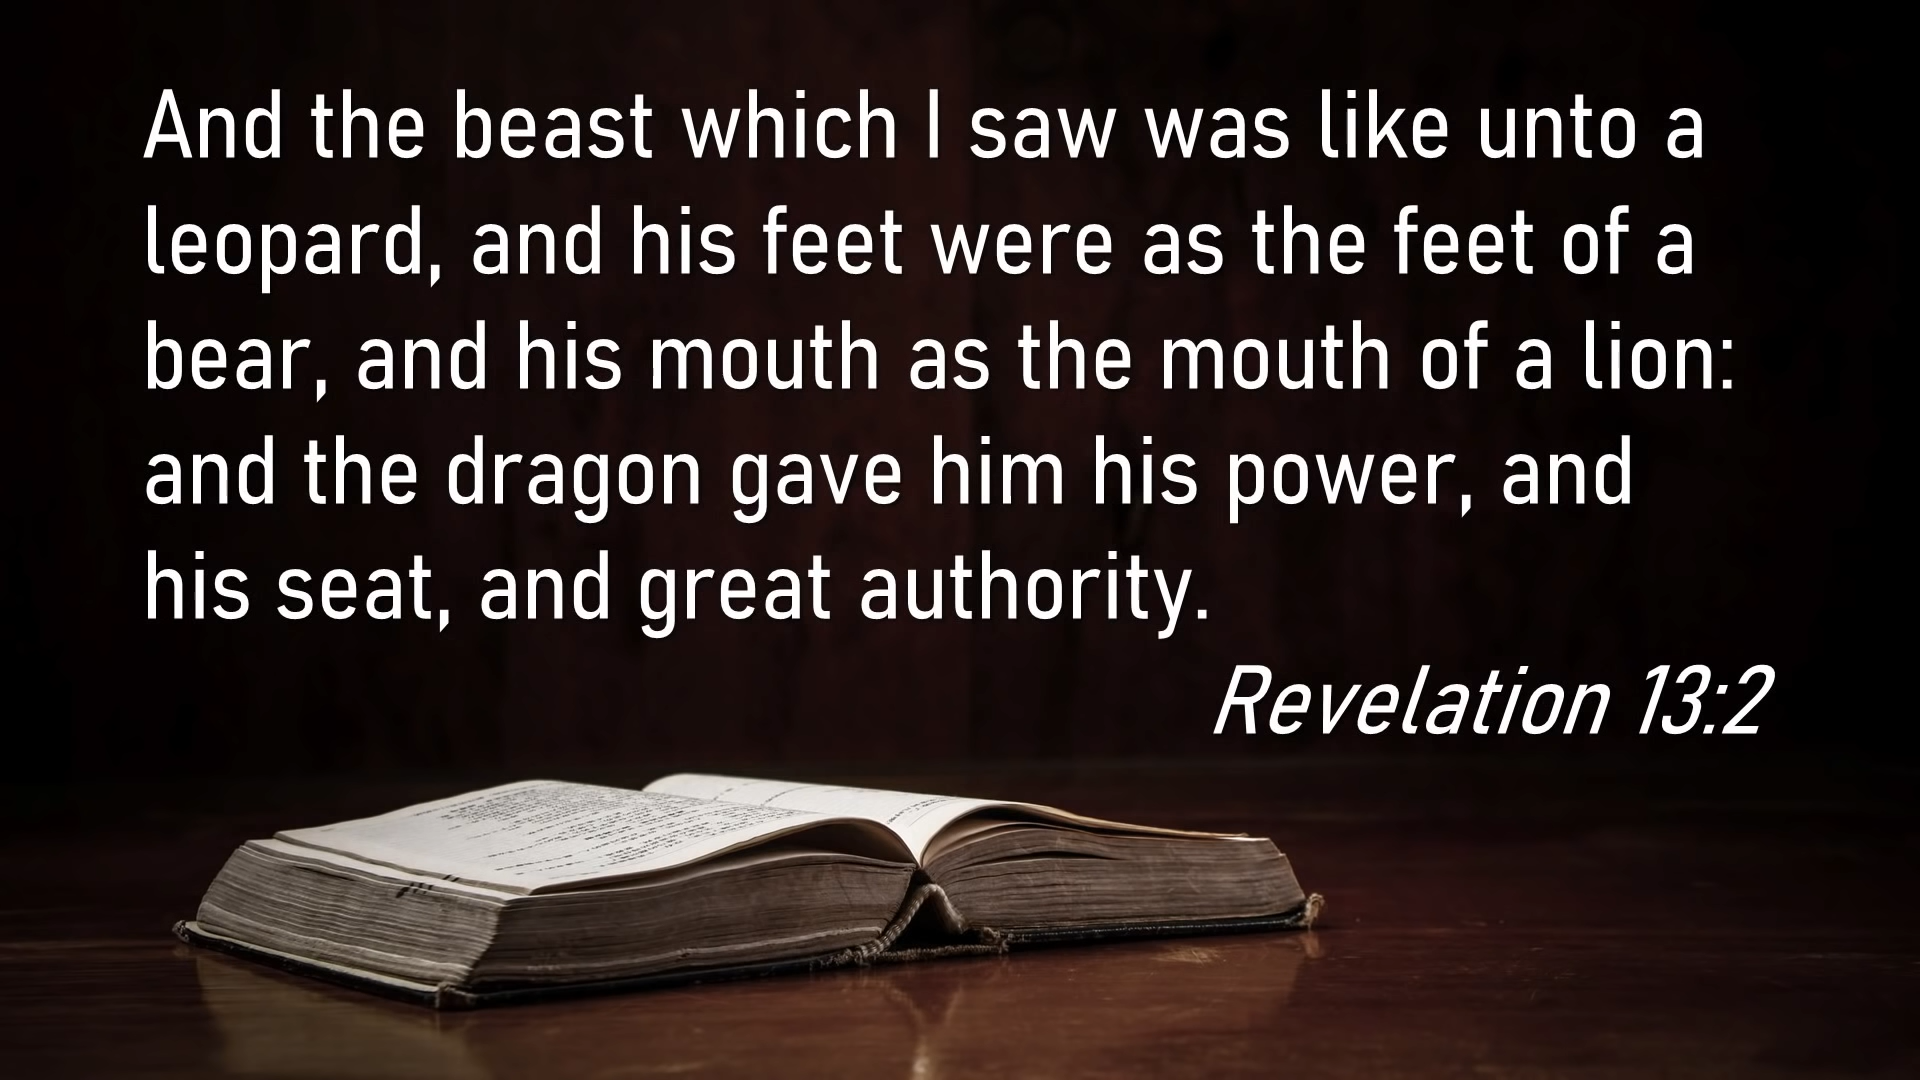 And the beast which I saw was like unto a
leopard, and his feet were as the feet of a
bear, and his mouth as the mouth of a lion:
and the dragon gave him his power, and
his seat, and great authority.
Revelation 13:2